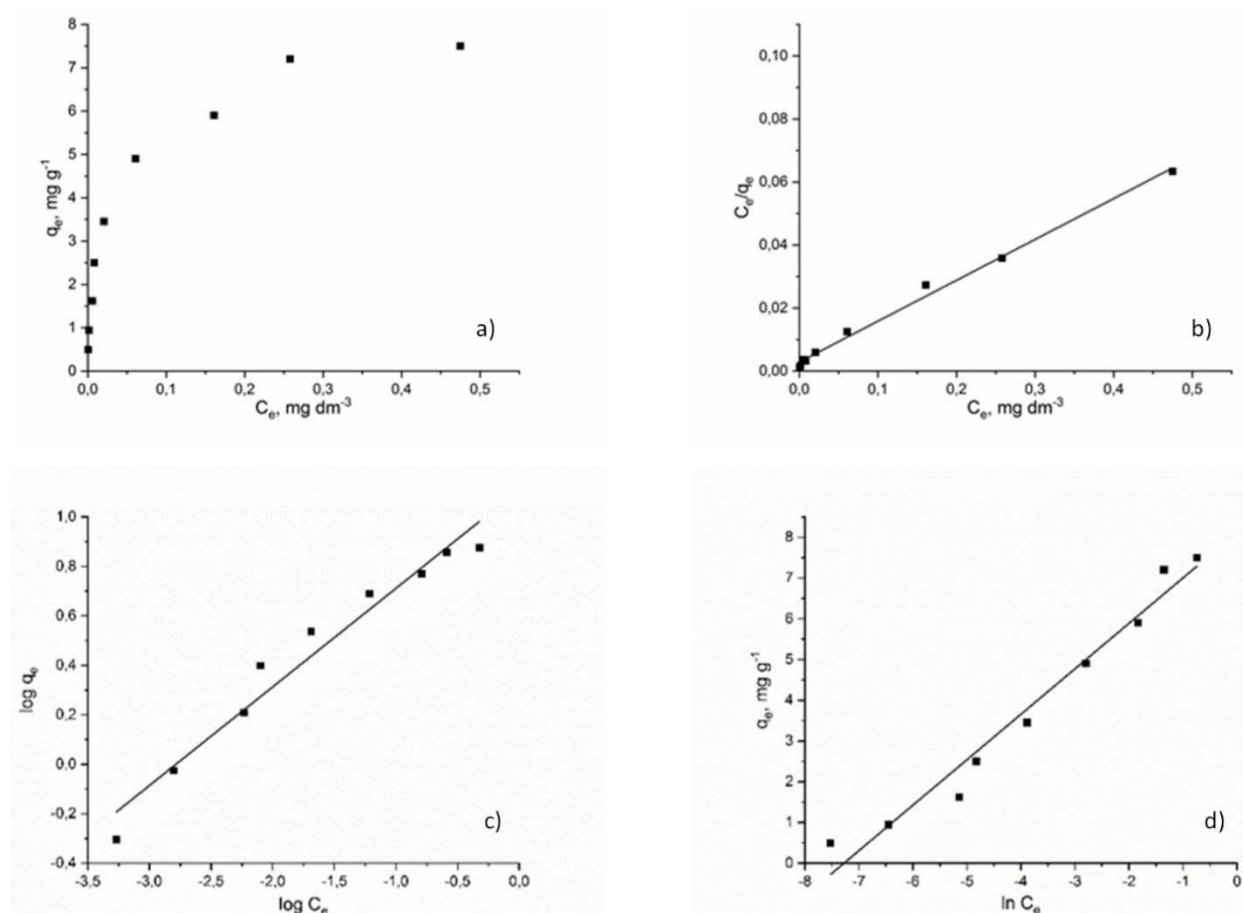 8
7
6
5
4
3
2
1
0
q_e, mg g⁻¹
0,0 0,1 0,2 0,3 0,4 0,5
C_e, mg dm⁻³
a)
0,10
0,08
0,06
0,04
0,02
0,00
C_e/q_e
0,0 0,1 0,2 0,3 0,4 0,5
C_e, mg dm⁻³
b)
1,0
0,8
0,6
0,4
0,2
0,0
-0,2
-0,4
log q_e
-3,5 -3,0 -2,5 -2,0 -1,5 -1,0 -0,5 0,0
log C_e
c)
8
7
6
5
4
3
2
1
0
q_e, mg g⁻¹
-8 -7 -6 -5 -4 -3 -2 -1 0
ln C_e
d)